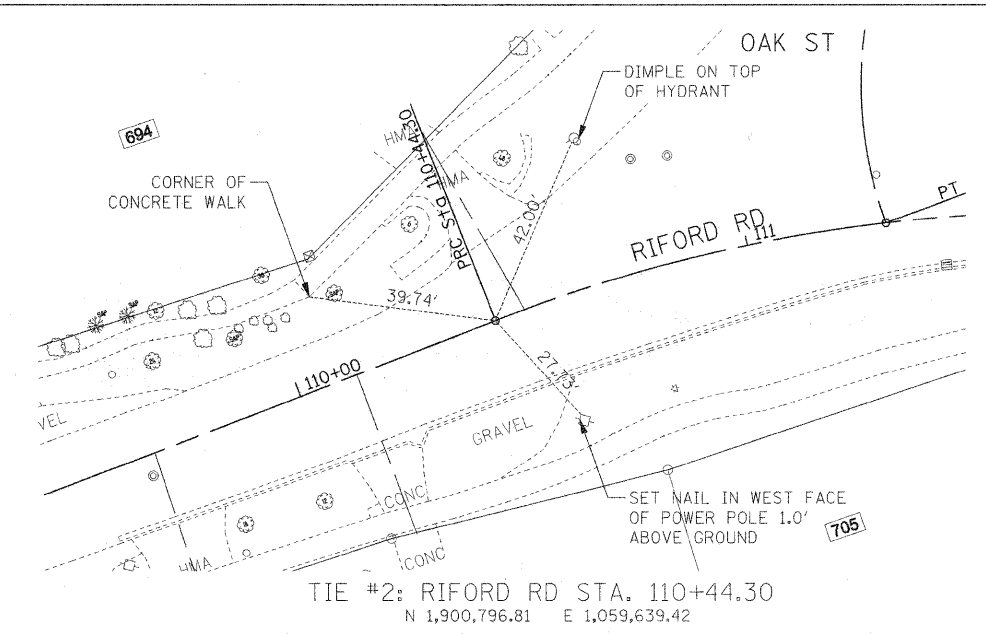 OAK ST
DIMPLE ON TOP
OF HYDRANT
694
HMA
PRC Sta 110+44.30
HMA
CORNER OF
CONCRETE WALK
42.00'
PT
RIFORD RD
111
39.74'
110+00
27.73'
GRAVEL
VEL
CONC
SET NAIL IN WEST FACE
OF POWER POLE 1.0'
ABOVE GROUND
705
HMA
CONC
TIE #2: RIFORD RD STA. 110+44.30
N 1,900,796.81 E 1,059,639.42